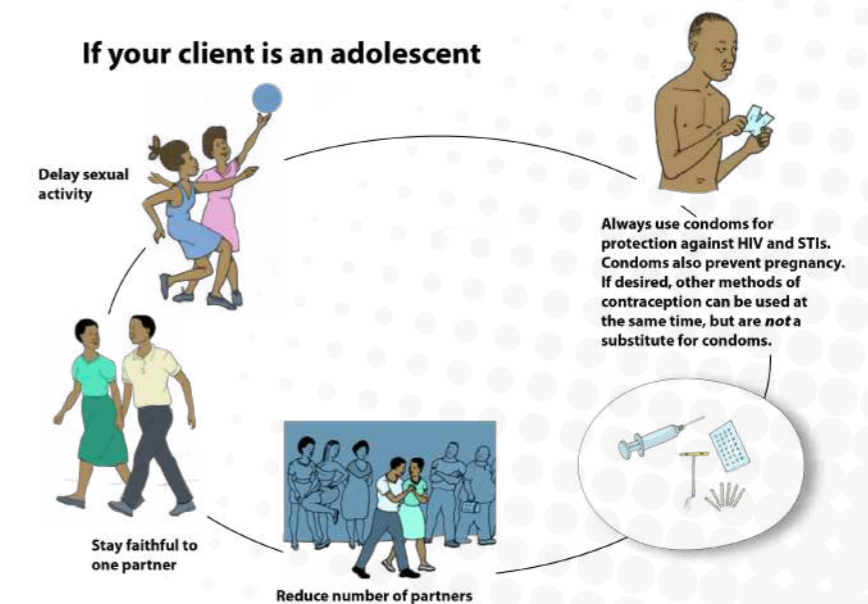 If your client is an adolescent
Delay sexual
activity
Always use condoms for
protection against HIV and STIs.
Condoms also prevent pregnancy.
If desired, other methods of
contraception can be used at
the same time, but are not a
substitute for condoms.
Stay faithful to
one partner
Reduce number of partners